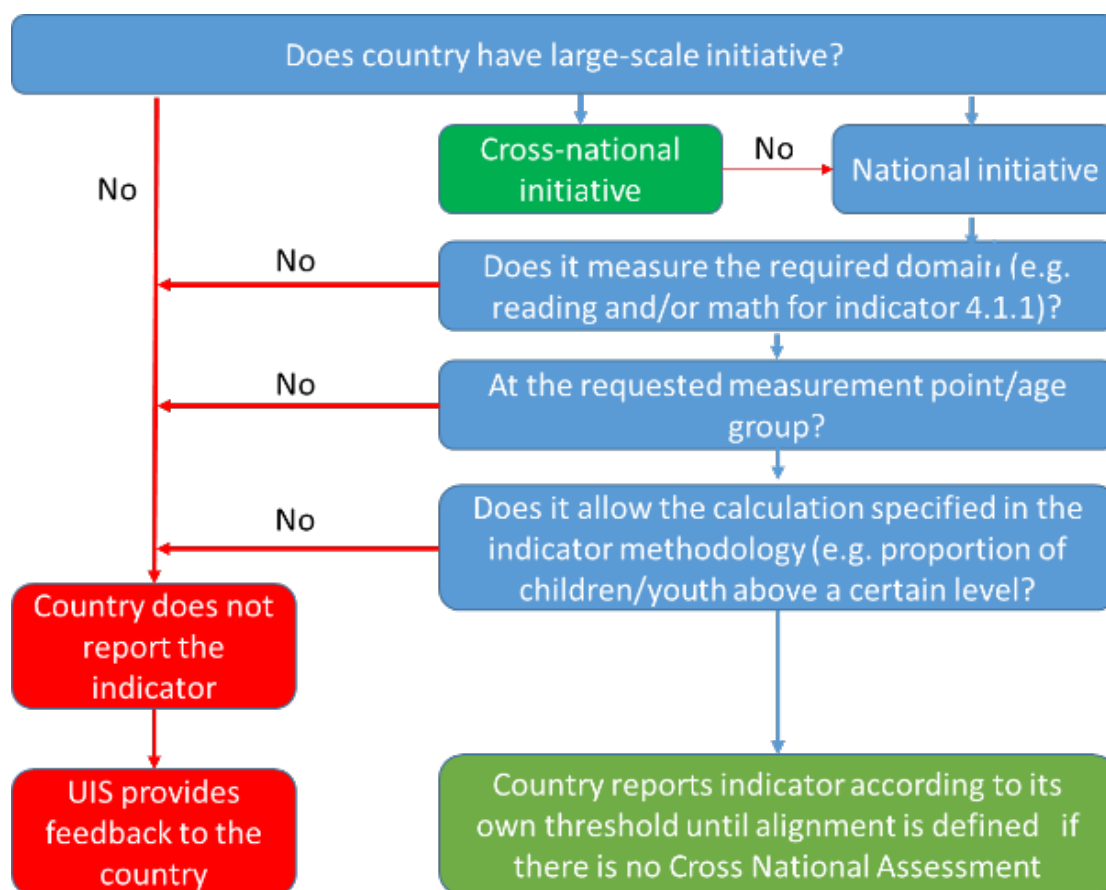 Does country have large-scale initiative?
Cross-national
initiative
No
National initiative
No
No
Does it measure the required domain (e.g.
reading and/or math for indicator 4.1.1)?
No
At the requested measurement point/age
group?
No
Does it allow the calculation specified in the
indicator methodology (e.g. proportion of
children/youth above a certain level?
Country does not
report the
indicator
UIS provides
feedback to the
country
Country reports indicator according to its
own threshold until alignment is defined if
there is no Cross National Assessment